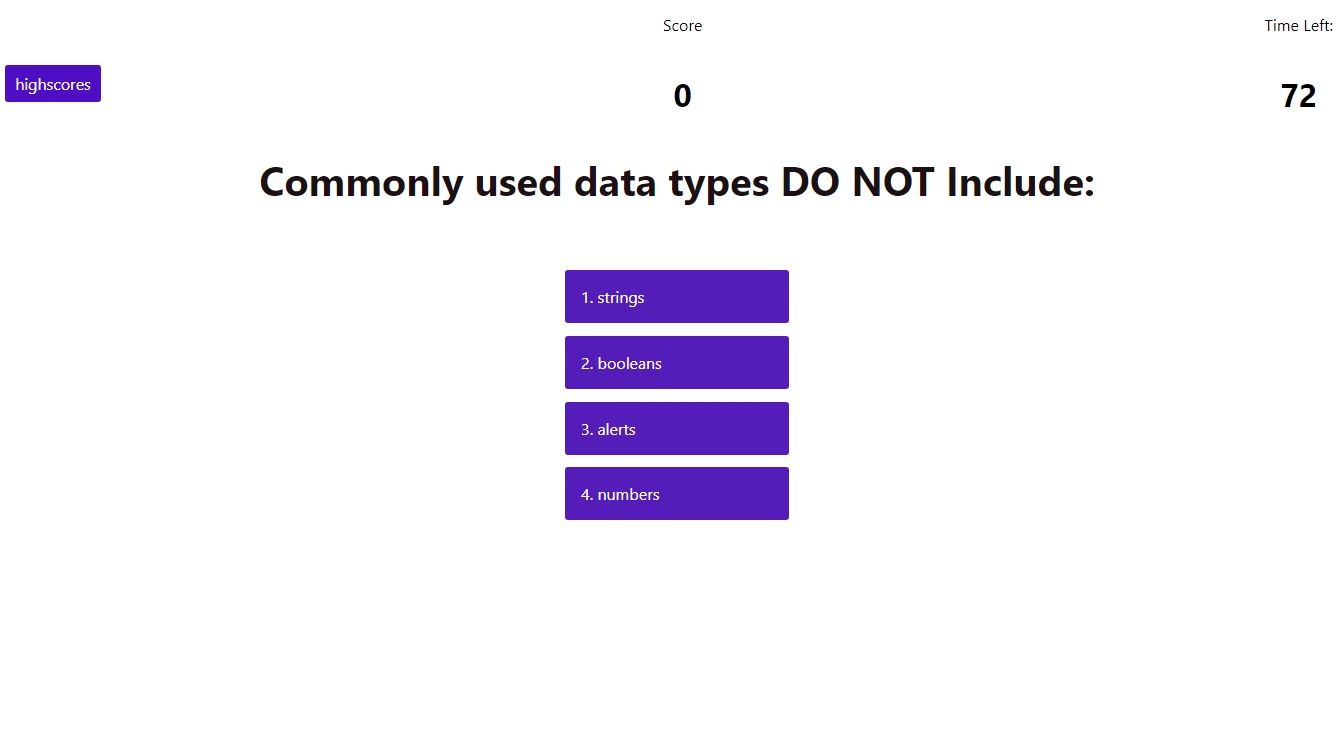 Score
Time Left:
highscores
0
72
Commonly used data types DO NOT Include:
1. strings
2. booleans
3. alerts
4. numbers